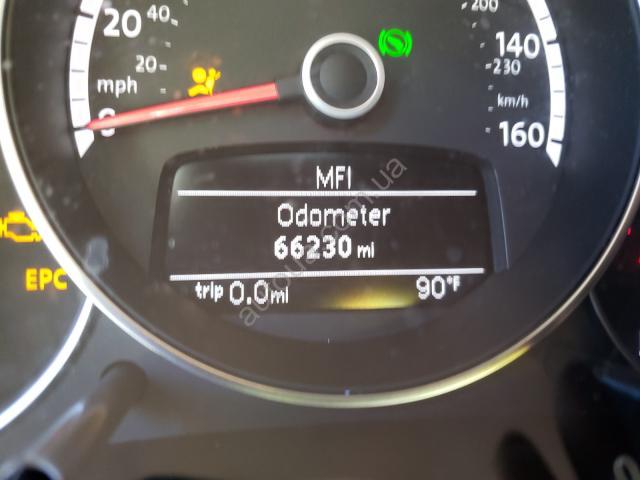 200
20
40
140
230
mph
20
km/h
0
160
MFI
Odometer
66230 mi
EPC
trip 0.0mi
90°F
autoua.com.ua